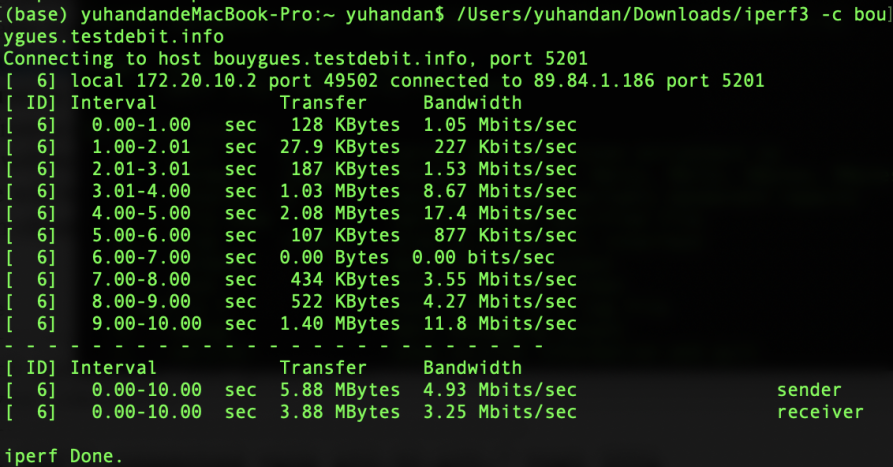 (base) yuhandandeMacBook-Pro:~ yuhandan$ /Users/yuhandan/Downloads/iperf3 -c bou
ygues.testdebit.info
Connecting to host bouygues.testdebit.info, port 5201
[  6] local 172.20.10.2 port 49502 connected to 89.84.1.186 port 5201
[ ID] Interval           Transfer     Bandwidth
[  6]   0.00-1.00   sec   128 KBytes  1.05 Mbits/sec
[  6]   1.00-2.01   sec  27.9 KBytes   227 Kbits/sec
[  6]   2.01-3.01   sec   187 KBytes  1.53 Mbits/sec
[  6]   3.01-4.00   sec  1.03 MBytes  8.67 Mbits/sec
[  6]   4.00-5.00   sec  2.08 MBytes  17.4 Mbits/sec
[  6]   5.00-6.00   sec   107 KBytes   877 Kbits/sec
[  6]   6.00-7.00   sec  0.00 Bytes  0.00 bits/sec
[  6]   7.00-8.00   sec   434 KBytes  3.55 Mbits/sec
[  6]   8.00-9.00   sec   522 KBytes  4.27 Mbits/sec
[  6]   9.00-10.00  sec  1.40 MBytes  11.8 Mbits/sec
- - - - - - - - - - - - - - - - - - - - - - - - -
[ ID] Interval           Transfer     Bandwidth
[  6]   0.00-10.00  sec  5.88 MBytes  4.93 Mbits/sec                  sender
[  6]   0.00-10.00  sec  3.88 MBytes  3.25 Mbits/sec                  receiver
iperf Done.